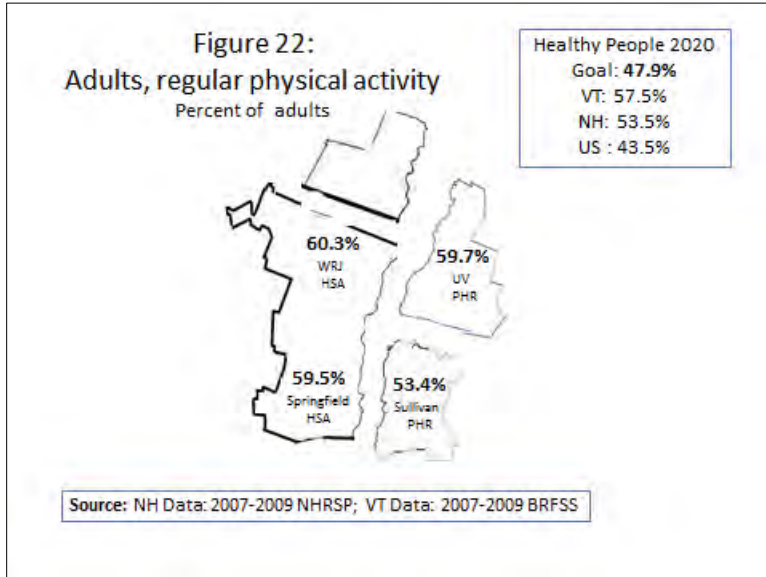 Figure 22:
Adults, regular physical activity
Percent of adults
Healthy People 2020
Goal: 47.9%
VT: 57.5%
NH: 53.5%
US : 43.5%
60.3%
WRJ
HSA
59.7%
UV
PHR
59.5%
Springfield
HSA
53.4%
Sullivan
PHR
Source: NH Data: 2007-2009 NHRSP; VT Data: 2007-2009 BRFSS